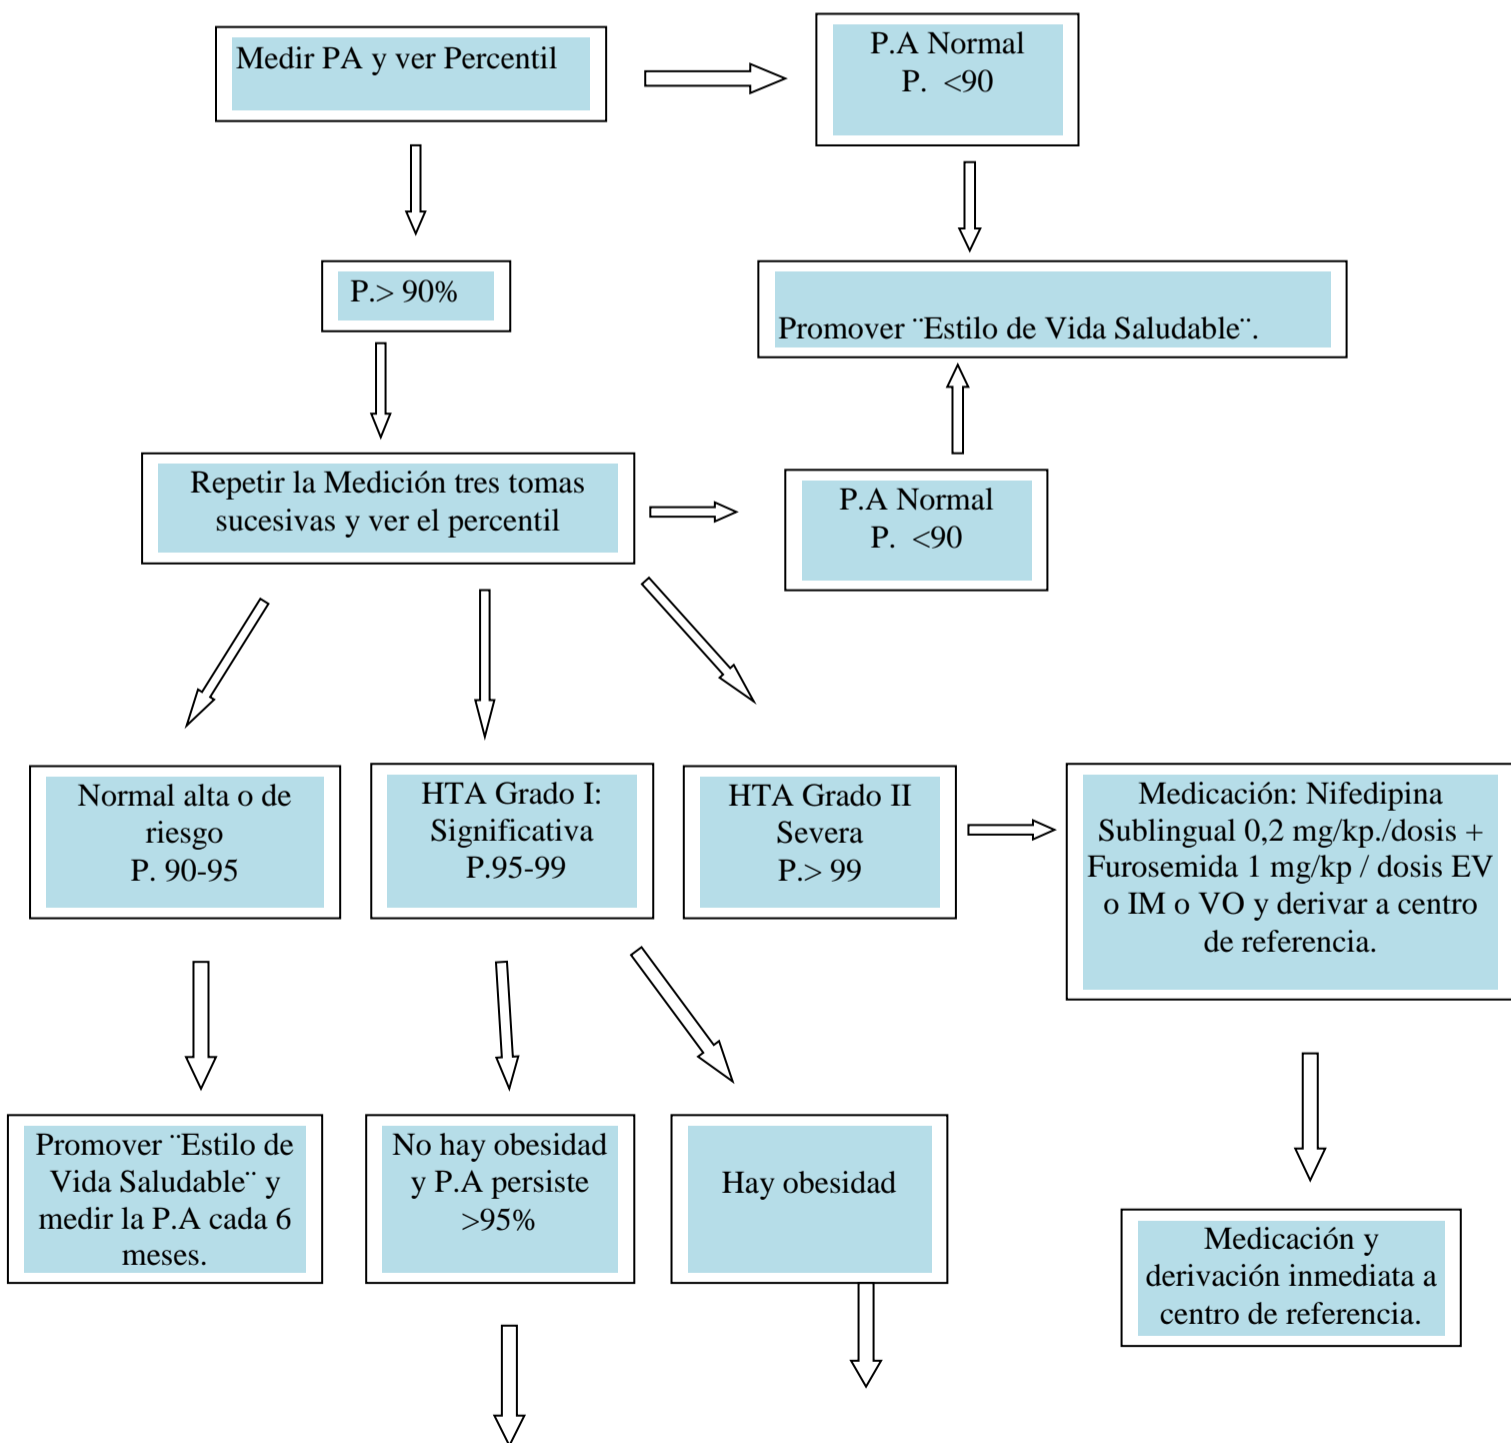 Medir PA y ver Percentil
P.A Normal
P.  <90
P.> 90%
Promover ¨Estilo de Vida Saludable¨.
Repetir la Medición tres tomas
sucesivas y ver el percentil
P.A Normal
P.  <90
Normal alta o de
riesgo
P. 90-95
HTA Grado I:
Significativa
P.95-99
HTA Grado II
Severa
P.> 99
Medicación: Nifedipina
Sublingual 0,2 mg/kp./dosis +
Furosemida 1 mg/kp / dosis EV
o IM o VO y derivar a centro
de referencia.
Promover ¨Estilo de
Vida Saludable¨ y
medir la P.A cada 6
meses.
No hay obesidad
y P.A persiste
>95%
Hay obesidad
Medicación y
derivación inmediata a
centro de referencia.